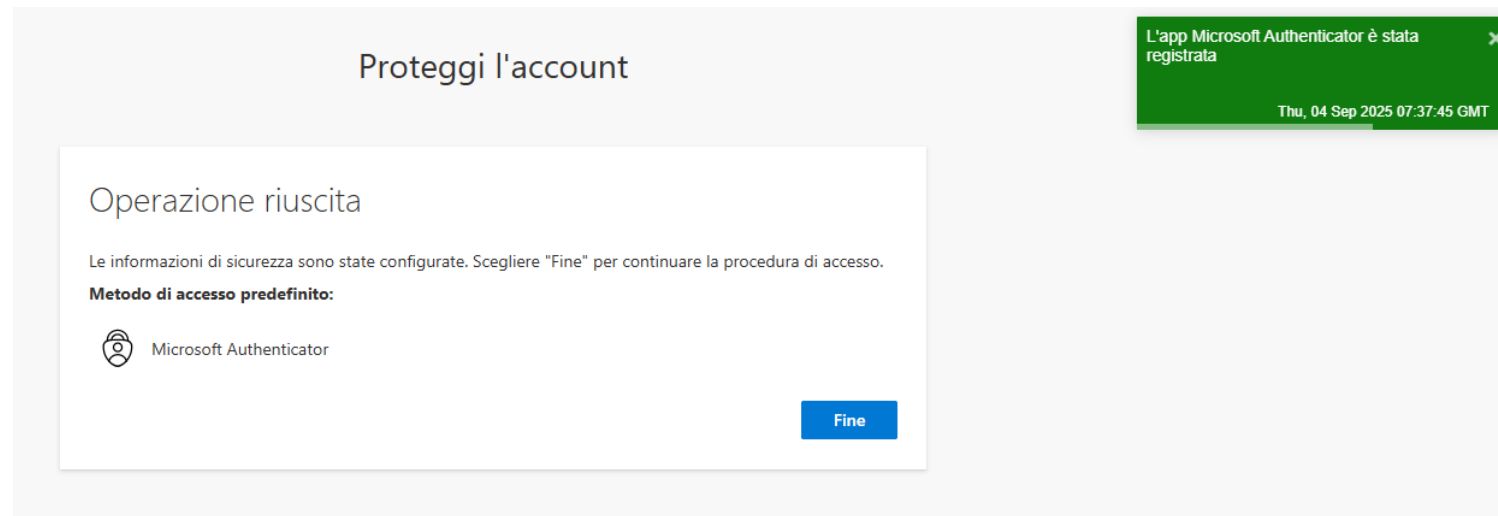 Proteggi l'account
L'app Microsoft Authenticator è stata
registrata
Thu, 04 Sep 2025 07:37:45 GMT
Operazione riuscita
Le informazioni di sicurezza sono state configurate. Scegliere "Fine" per continuare la procedura di accesso.
Metodo di accesso predefinito:
Microsoft Authenticator
Fine